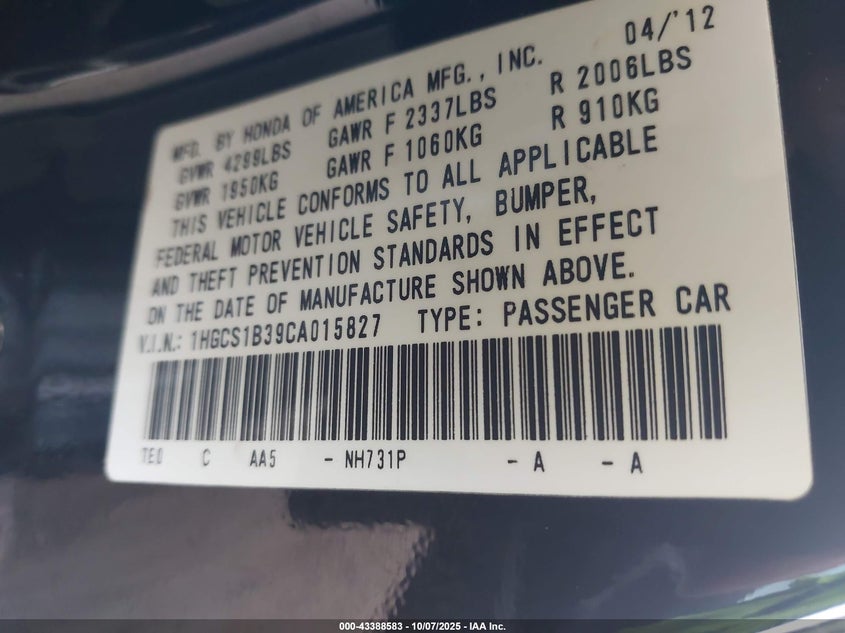 MFD. BY HONDA OF AMERICA MFG., INC. 04/'12
GVWR 4299LBS GAWR F 2337LBS R 2006LBS
GVWR 1950KG GAWR F 1060KG R 910KG
THIS VEHICLE CONFORMS TO ALL APPLICABLE
FEDERAL MOTOR VEHICLE SAFETY, BUMPER,
AND THEFT PREVENTION STANDARDS IN EFFECT
ON THE DATE OF MANUFACTURE SHOWN ABOVE.
V.I.N.: 1HGCS1B39CA015827 TYPE: PASSENGER CAR
TE0 C AA5 - NH731P - A - A
000-43388583 - 10/07/2025 - IAA Inc.